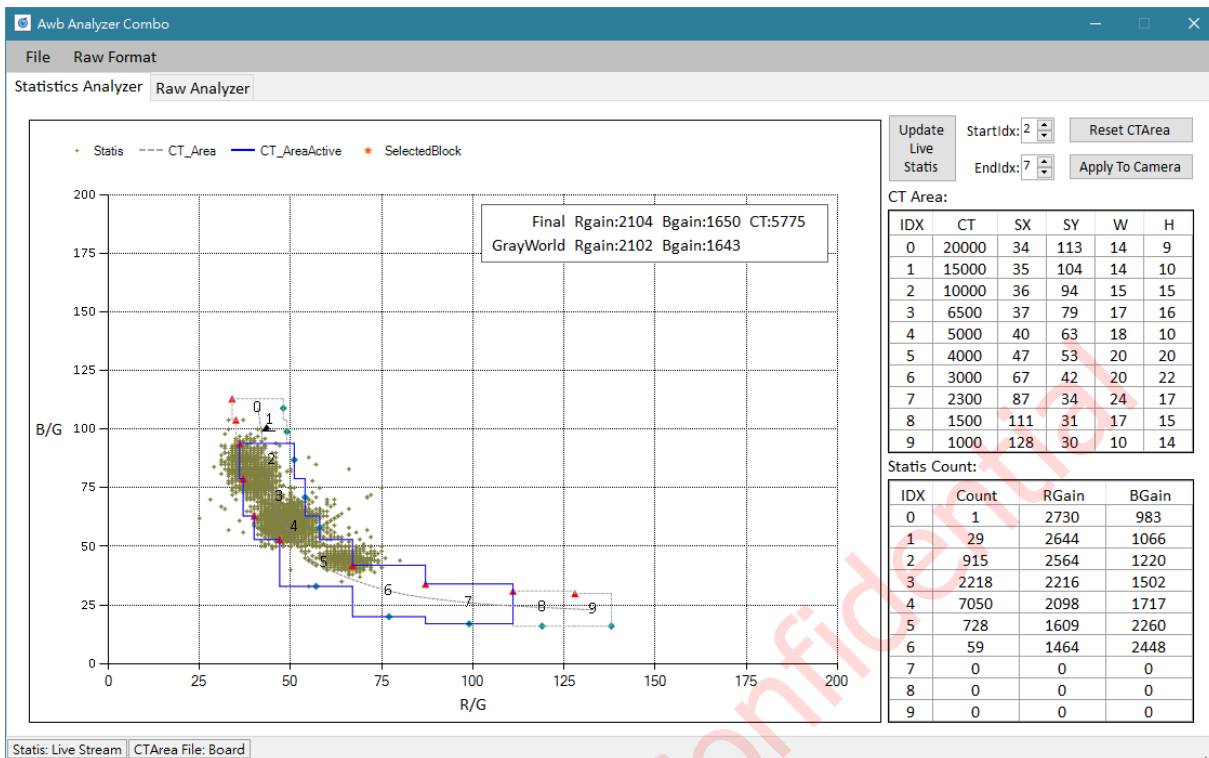 Awb Analyzer Combo
File Raw Format
Statistics Analyzer Raw Analyzer
Statis CT_Area CT_AreaActive SelectedBlock
Final Rgain:2104 Bgain:1650 CT:5775
GrayWorld Rgain:2102 Bgain:1643
200
175
150
125
100
75
50
25
0
B/G
0 1 2 3 4 5 6 7 8 9
0 25 50 75 100 125 150 175 200
R/G
Update Live Statis
StartIdx: 2
Reset CTArea
EndIdx: 7
Apply To Camera
CT Area:
IDX CT SX SY W H
0 20000 34 113 14 9
1 15000 35 104 14 10
2 10000 36 94 15 15
3 6500 37 79 17 16
4 5000 40 63 18 10
5 4000 47 53 20 20
6 3000 67 42 20 22
7 2300 87 34 24 17
8 1500 111 31 17 15
9 1000 128 30 10 14
Statis Count:
IDX Count RGain BGain
0 1 2730 983
1 29 2644 1066
2 915 2564 1220
3 2218 2216 1502
4 7050 2098 1717
5 728 1609 2260
6 59 1464 2448
7 0 0 0
8 0 0 0
9 0 0 0
Statis: Live Stream CTArea File: Board
Confidential